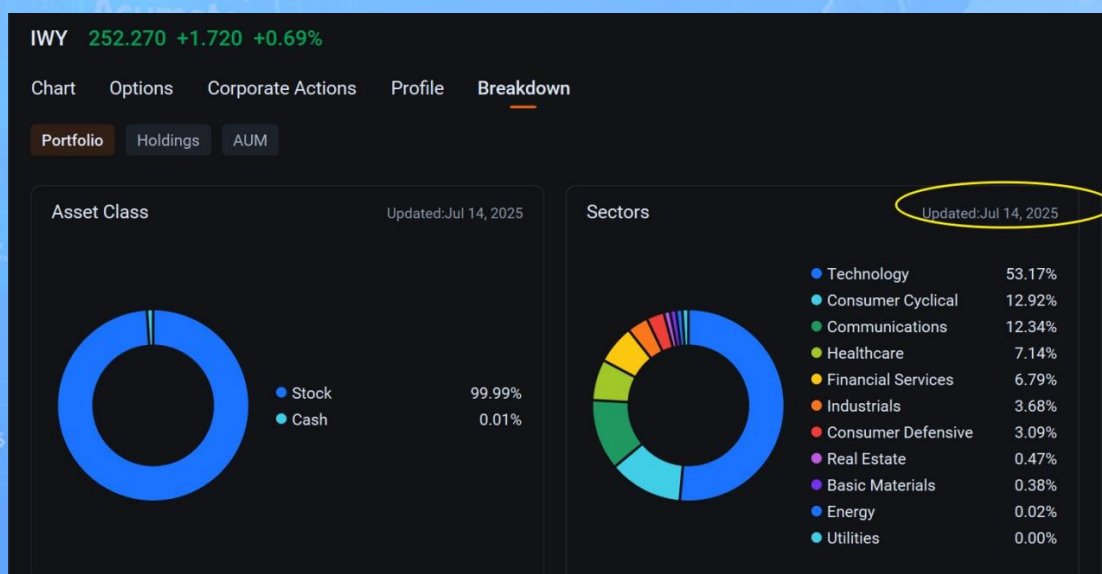 IWY 252.270 +1.720 +0.69%
Chart Options Corporate Actions Profile Breakdown
Portfolio Holdings AUM
Asset Class Updated:Jul 14, 2025
Stock 99.99%
Cash 0.01%
Sectors Updated:Jul 14, 2025
Technology 53.17%
Consumer Cyclical 12.92%
Communications 12.34%
Healthcare 7.14%
Financial Services 6.79%
Industrials 3.68%
Consumer Defensive 3.09%
Real Estate 0.47%
Basic Materials 0.38%
Energy 0.02%
Utilities 0.00%